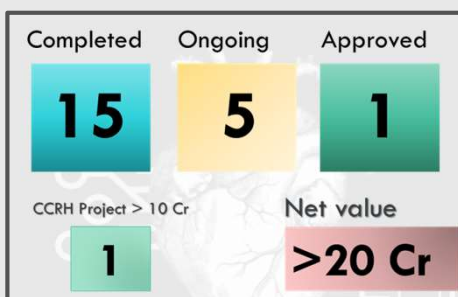 Completed Ongoing Approved
15 5 1
CCRH Project > 10 Cr Net value
1 >20 Cr